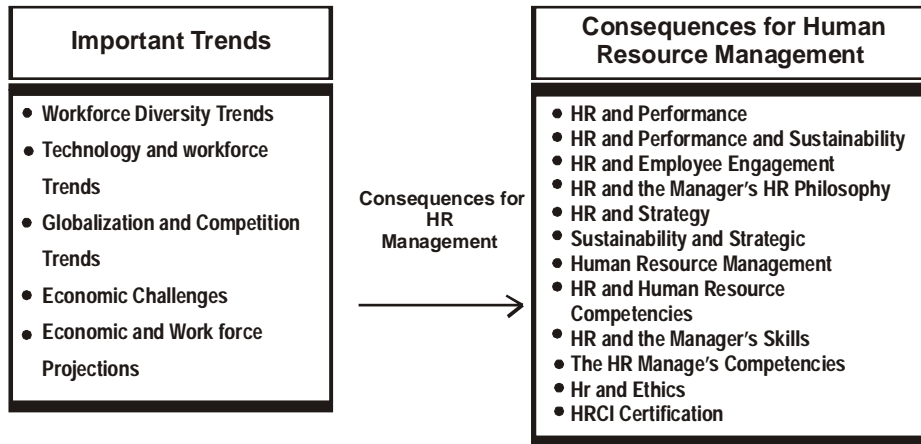 Important Trends
• Workforce Diversity Trends
• Technology and workforce
Trends
• Globalization and Competition
Trends
• Economic Challenges
• Economic and Work force
Projections
Consequences for
HR
Management
Consequences for Human
Resource Management
• HR and Performance
• HR and Performance and Sustainability
• HR and Employee Engagement
• HR and the Manager's HR Philosophy
• HR and Strategy
• Sustainability and Strategic
• Human Resource Management
• HR and Human Resource
Competencies
• HR and the Manager's Skills
• The HR Manage's Competencies
• Hr and Ethics
• HRCI Certification